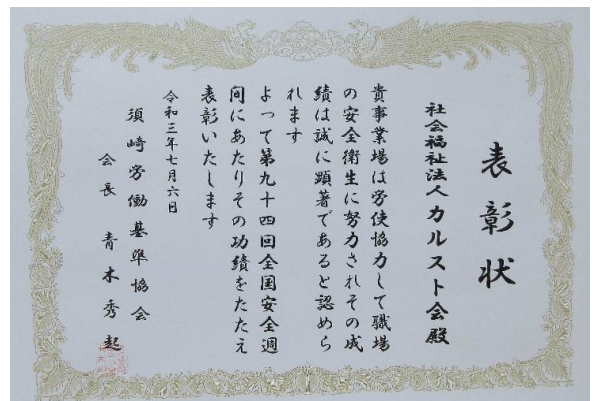 表彰状
社会福祉法人カルスト会殿
貴事業場は労使協力して職場
の安全衛生に努力されその成
績は誠に顕著であると認めら
れます
よって第九十四回全国安全週
間にあたりその功績をたたえ
表彰いたします
令和三年七月六日
須崎労働基準協会
会長 青木秀起